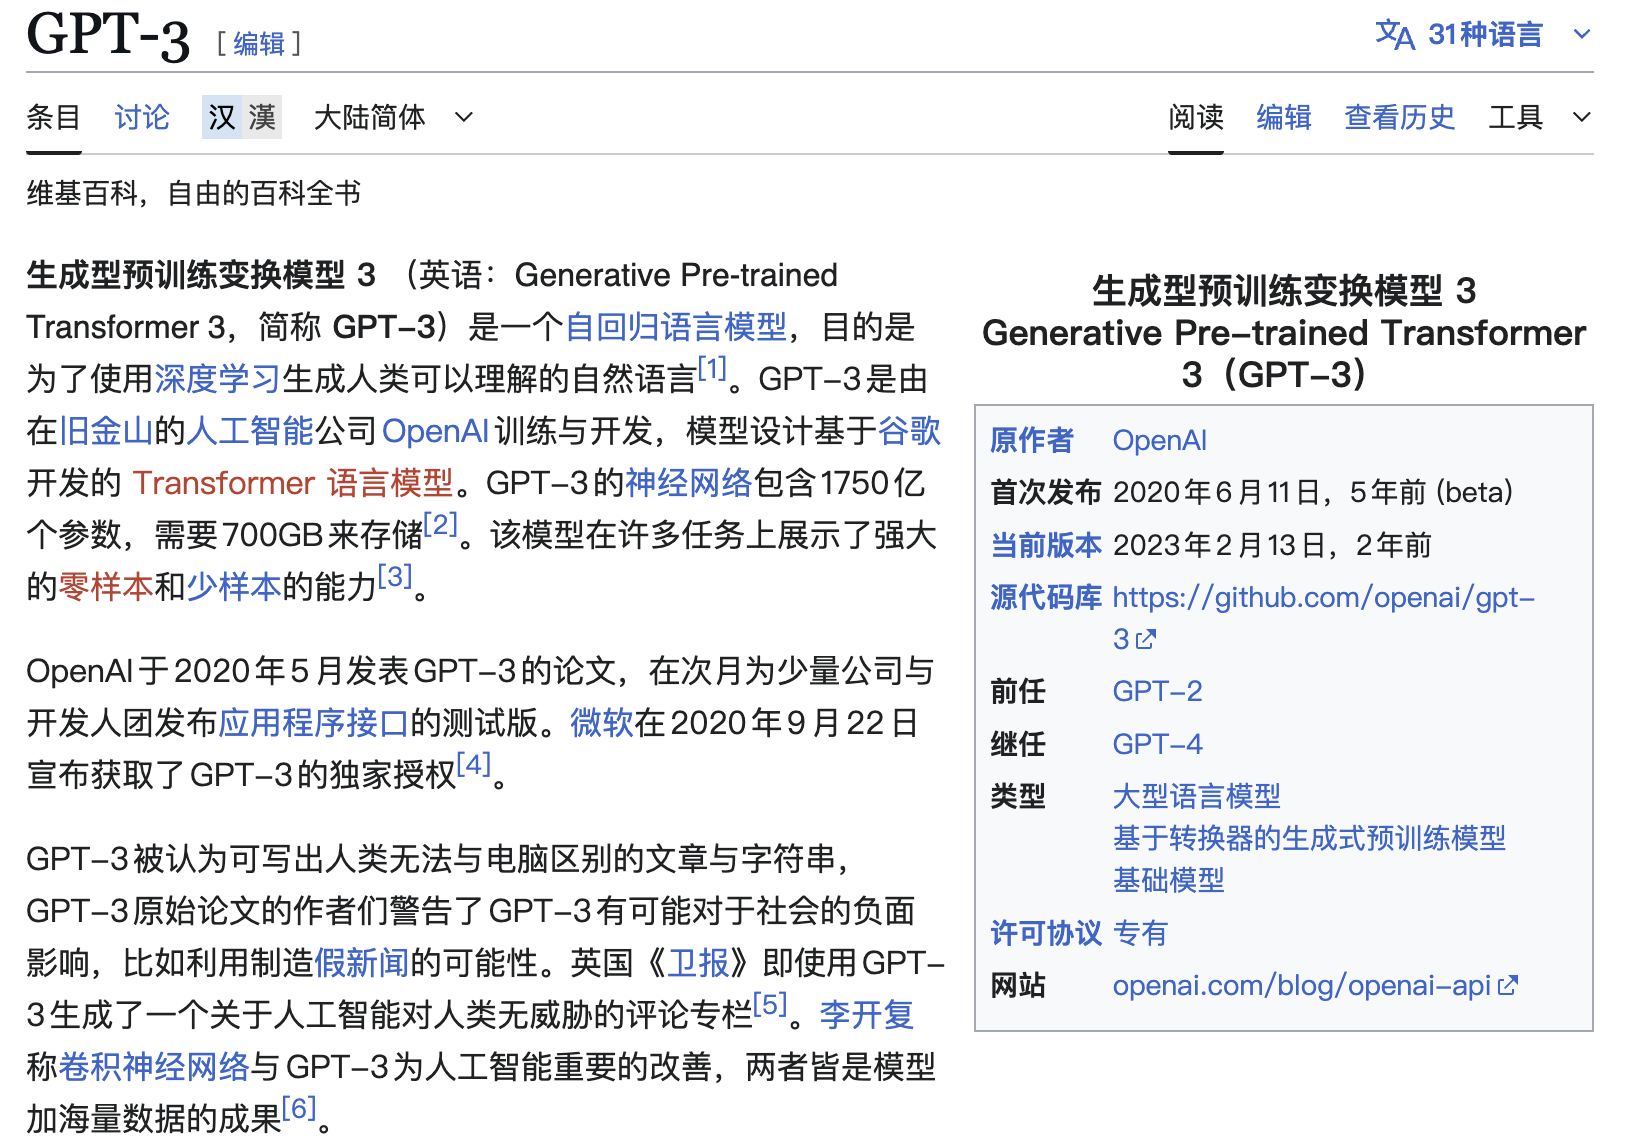 GPT-3 [编辑]
文A 31种语言
条目 讨论 汉 漢 大陆简体
阅读 编辑 查看历史 工具
维基百科，自由的百科全书
生成型预训练变换模型 3 （英语：Generative Pre-trained
Transformer 3，简称 GPT-3）是一个自回归语言模型，目的是
为了使用深度学习生成人类可以理解的自然语言[1]。GPT-3是由
在旧金山的人工智能公司OpenAI训练与开发，模型设计基于谷歌
开发的 Transformer 语言模型。GPT-3的神经网络包含1750亿
个参数，需要700GB来存储[2]。该模型在许多任务上展示了强大
的零样本和少样本的能力[3]。
OpenAI于2020年5月发表GPT-3的论文，在次月为少量公司与
开发人团发布应用程序接口的测试版。微软在2020年9月22日
宣布获取了GPT-3的独家授权[4]。
GPT-3被认为可写出人类无法与电脑区别的文章与字符串，
GPT-3原始论文的作者们警告了GPT-3有可能对于社会的负面
影响，比如利用制造假新闻的可能性。英国《卫报》即使用GPT-
3生成了一个关于人工智能对人类无威胁的评论专栏[5]。李开复
称卷积神经网络与GPT-3为人工智能重要的改善，两者皆是模型
加海量数据的成果[6]。
生成型预训练变换模型 3
Generative Pre-trained Transformer
3（GPT-3）
原作者 OpenAI
首次发布 2020年6月11日，5年前 (beta)
当前版本 2023年2月13日，2年前
源代码库 https://github.com/openai/gpt-
3
前任 GPT-2
继任 GPT-4
类型 大型语言模型
基于转换器的生成式预训练模型
基础模型
许可协议 专有
网站 openai.com/blog/openai-api